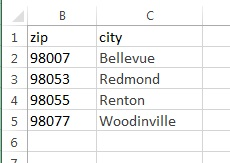 B C
1 zip city
2 98007 Bellevue
3 98053 Redmond
4 98055 Renton
5 98077 Woodinville
6
7